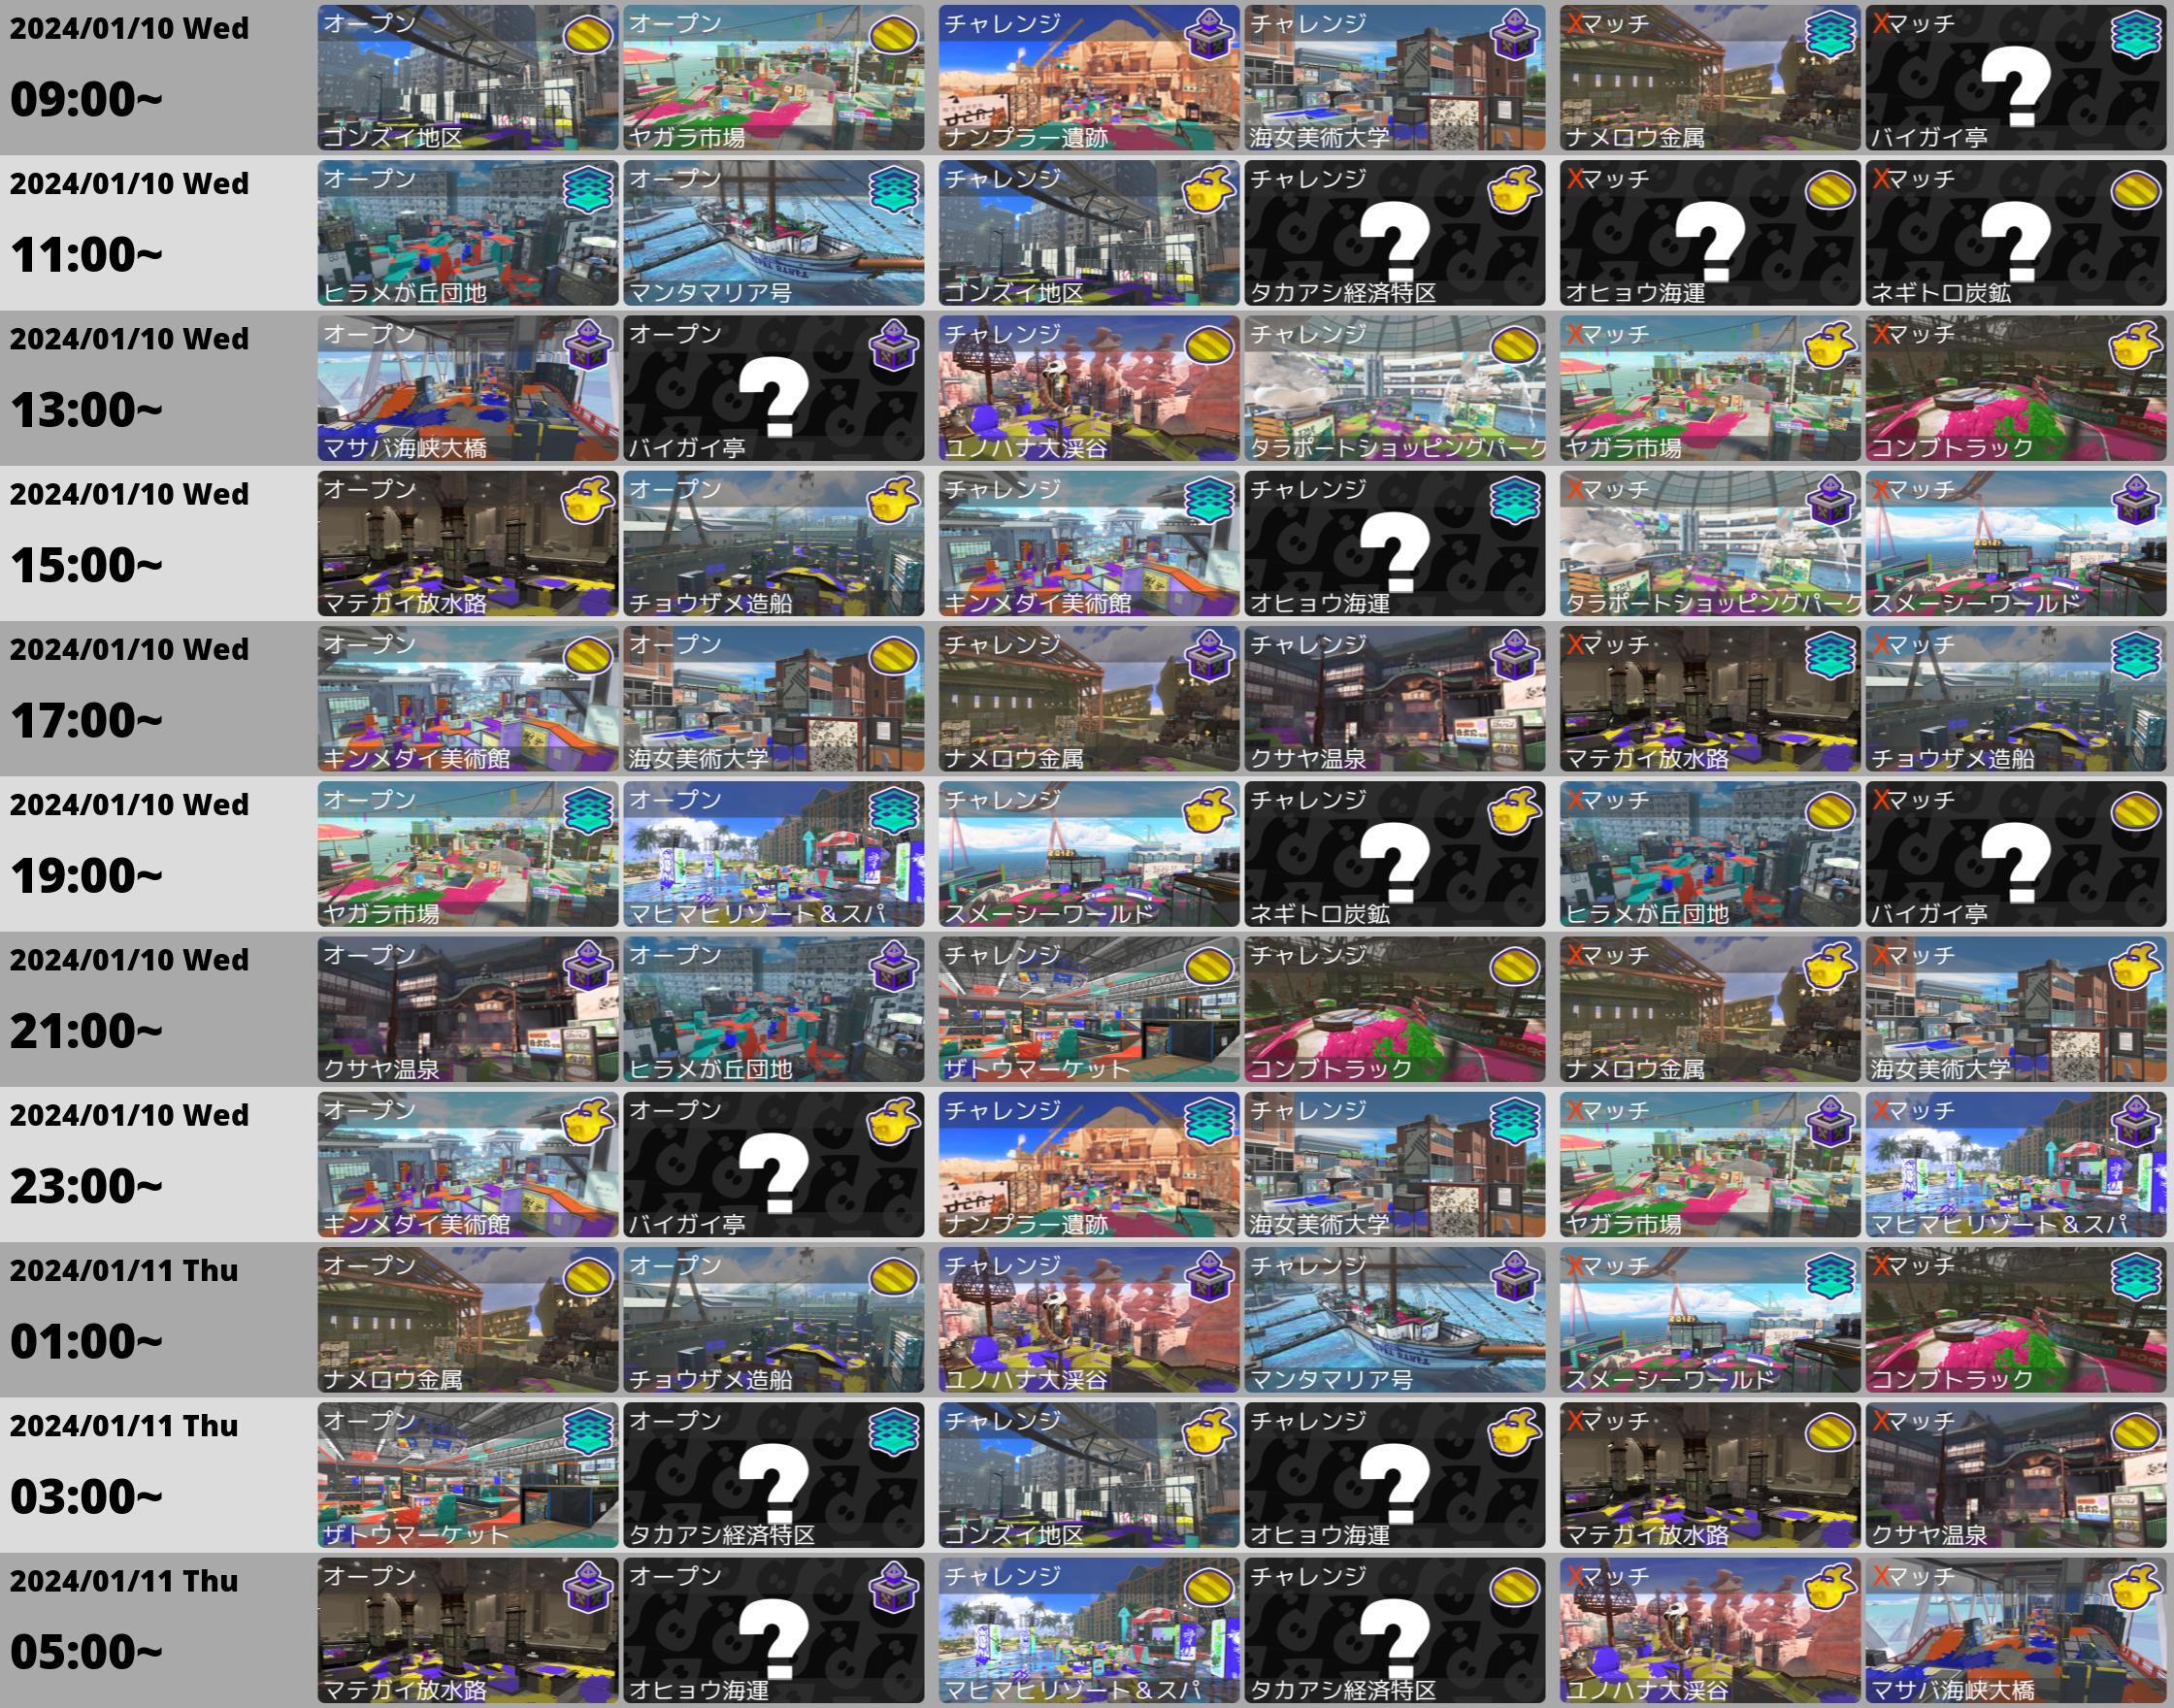 2024/01/10 Wed
09:00~
オープン オープン チャレンジ チャレンジ Xマッチ Xマッチ
ゴンズイ地区 ヤガラ市場 ナンプラー遺跡 海女美術大学 ナメロウ金属 バイガイ亭
2024/01/10 Wed
11:00~
オープン オープン チャレンジ チャレンジ Xマッチ Xマッチ
ヒラメが丘団地 マンタマリア号 ゴンズイ地区 タカアシ経済特区 オヒョウ海運 ネギトロ炭鉱
2024/01/10 Wed
13:00~
オープン オープン チャレンジ チャレンジ Xマッチ Xマッチ
マサバ海峡大橋 バイガイ亭 ユノハナ大渓谷 タラポートショッピングパーク ヤガラ市場 コンブトラック
2024/01/10 Wed
15:00~
オープン オープン チャレンジ チャレンジ Xマッチ Xマッチ
マテガイ放水路 チョウザメ造船 キンメダイ美術館 オヒョウ海運 タラポートショッピングパーク スメーシーワールド
2024/01/10 Wed
17:00~
オープン オープン チャレンジ チャレンジ Xマッチ Xマッチ
キンメダイ美術館 海女美術大学 ナメロウ金属 クサヤ温泉 マテガイ放水路 チョウザメ造船
2024/01/10 Wed
19:00~
オープン オープン チャレンジ チャレンジ Xマッチ Xマッチ
ヤガラ市場 マヒマヒリゾート＆スパ スメーシーワールド ネギトロ炭鉱 ヒラメが丘団地 バイガイ亭
2024/01/10 Wed
21:00~
オープン オープン チャレンジ チャレンジ Xマッチ Xマッチ
クサヤ温泉 ヒラメが丘団地 ザトウマーケット コンブトラック ナメロウ金属 海女美術大学
2024/01/10 Wed
23:00~
オープン オープン チャレンジ チャレンジ Xマッチ Xマッチ
キンメダイ美術館 バイガイ亭 ナンプラー遺跡 海女美術大学 ヤガラ市場 マヒマヒリゾート＆スパ
2024/01/11 Thu
01:00~
オープン オープン チャレンジ チャレンジ Xマッチ Xマッチ
ナメロウ金属 チョウザメ造船 ユノハナ大渓谷 マンタマリア号 スメーシーワールド コンブトラック
2024/01/11 Thu
03:00~
オープン オープン チャレンジ チャレンジ Xマッチ Xマッチ
ザトウマーケット タカアシ経済特区 ゴンズイ地区 オヒョウ海運 マテガイ放水路 クサヤ温泉
2024/01/11 Thu
05:00~
オープン オープン チャレンジ チャレンジ Xマッチ Xマッチ
マテガイ放水路 オヒョウ海運 マヒマヒリゾート＆スパ タカアシ経済特区 ユノハナ大渓谷 マサバ海峡大橋